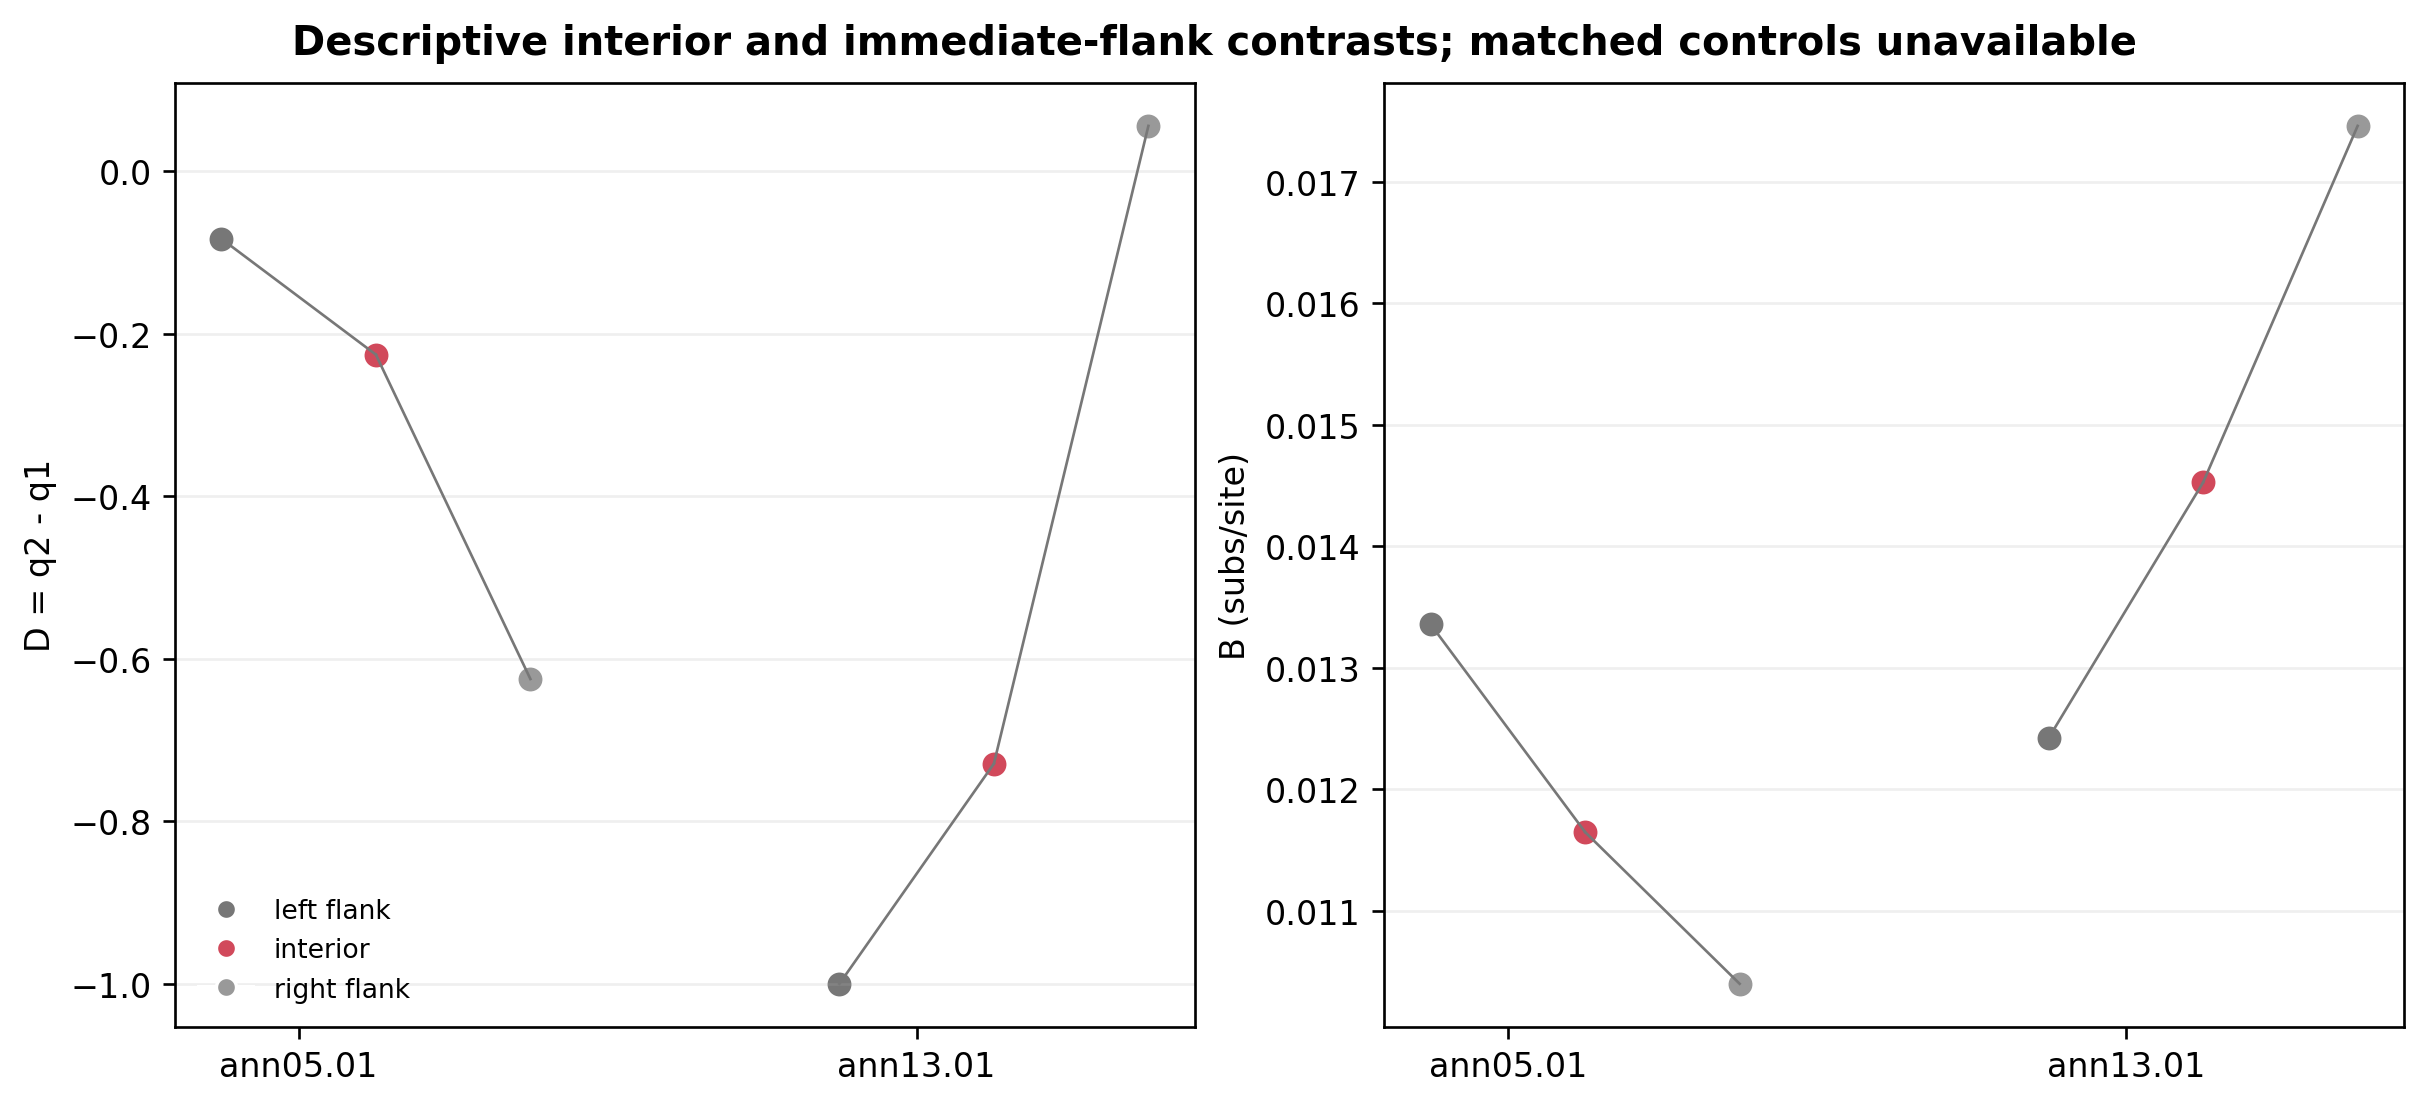 Descriptive interior and immediate-flank contrasts; matched controls unavailable
D = q2 - q1
0.0
−0.2
−0.4
−0.6
−0.8
−1.0
left flank
interior
right flank
ann05.01
ann13.01
B (subs/site)
0.017
0.016
0.015
0.014
0.013
0.012
0.011
ann05.01
ann13.01